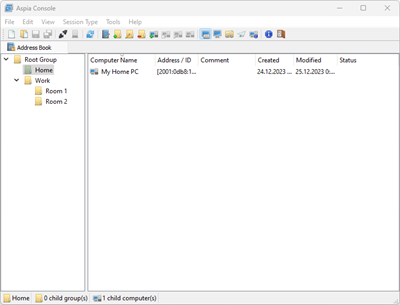 Aspia Console
File Edit View Session Type Tools Help
Address Book
Root Group
Home
Work
Room 1
Room 2
Computer Name Address / ID Comment Created Modified Status
My Home PC [2001:0db8:1... 24.12.2023 ... 25.12.2023 0:...
Home 0 child group(s) 1 child computer(s)